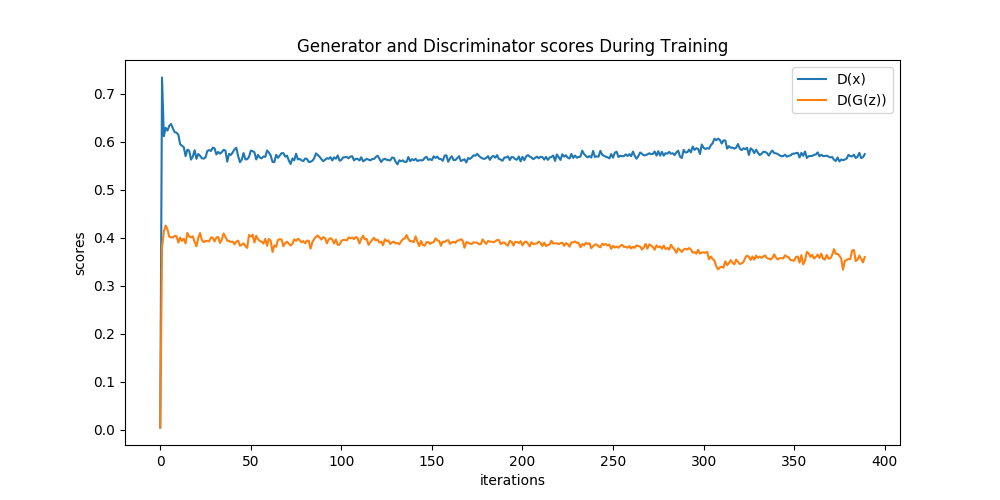 Generator and Discriminator scores During Training
D(x)
D(G(z))
scores
0.7
0.6
0.5
0.4
0.3
0.2
0.1
0.0
0 50 100 150 200 250 300 350 400
iterations